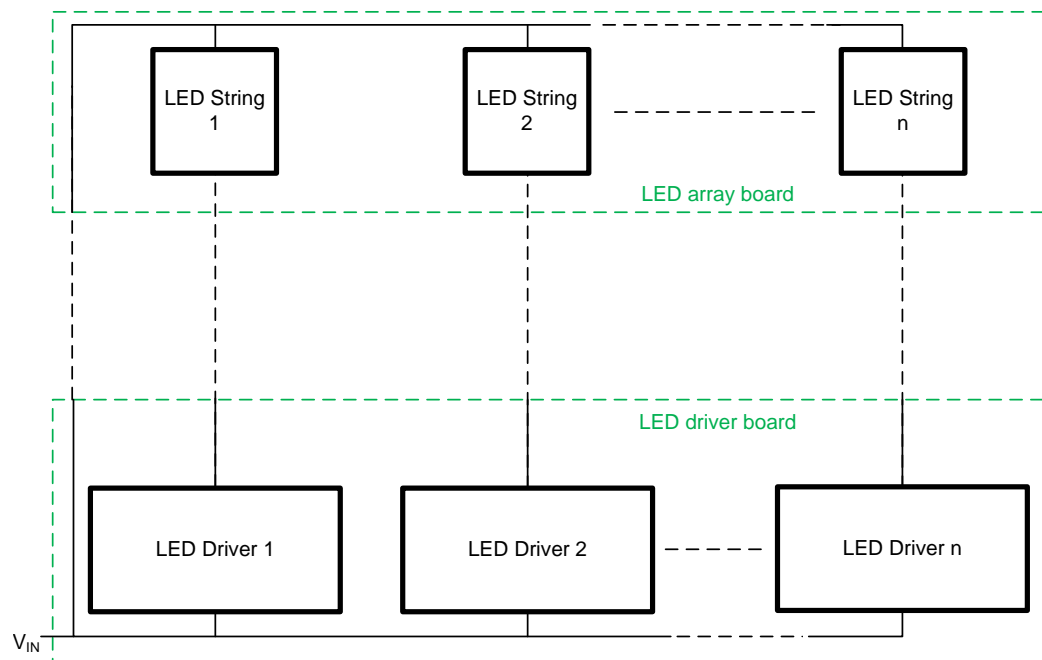 LED String
1
LED String
2
LED String
n
LED array board
LED driver board
LED Driver 1
LED Driver 2
LED Driver n
VIN